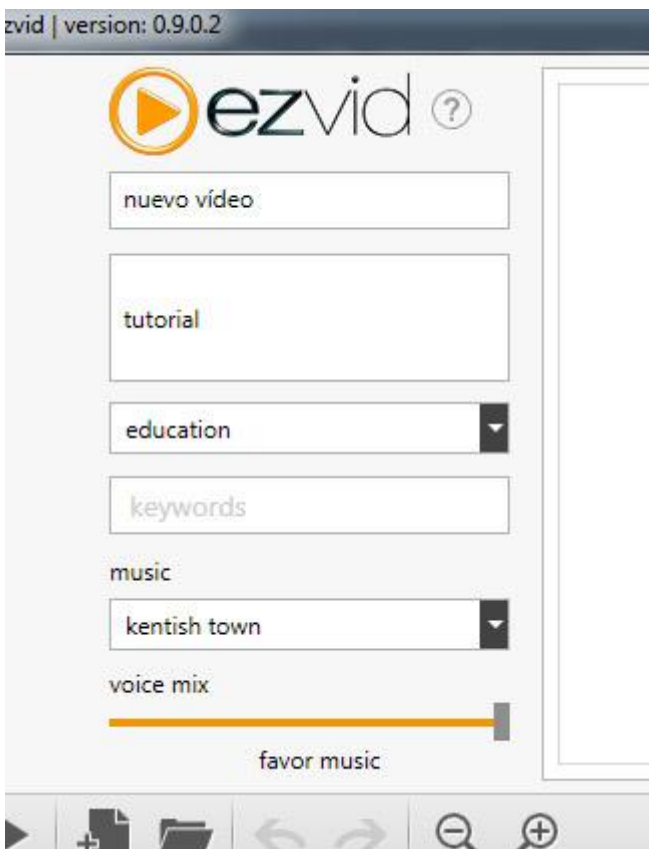 zvid | version: 0.9.0.2
ezvid ?
nuevo vídeo
tutorial
education
keywords
music
kentish town
voice mix
favor music